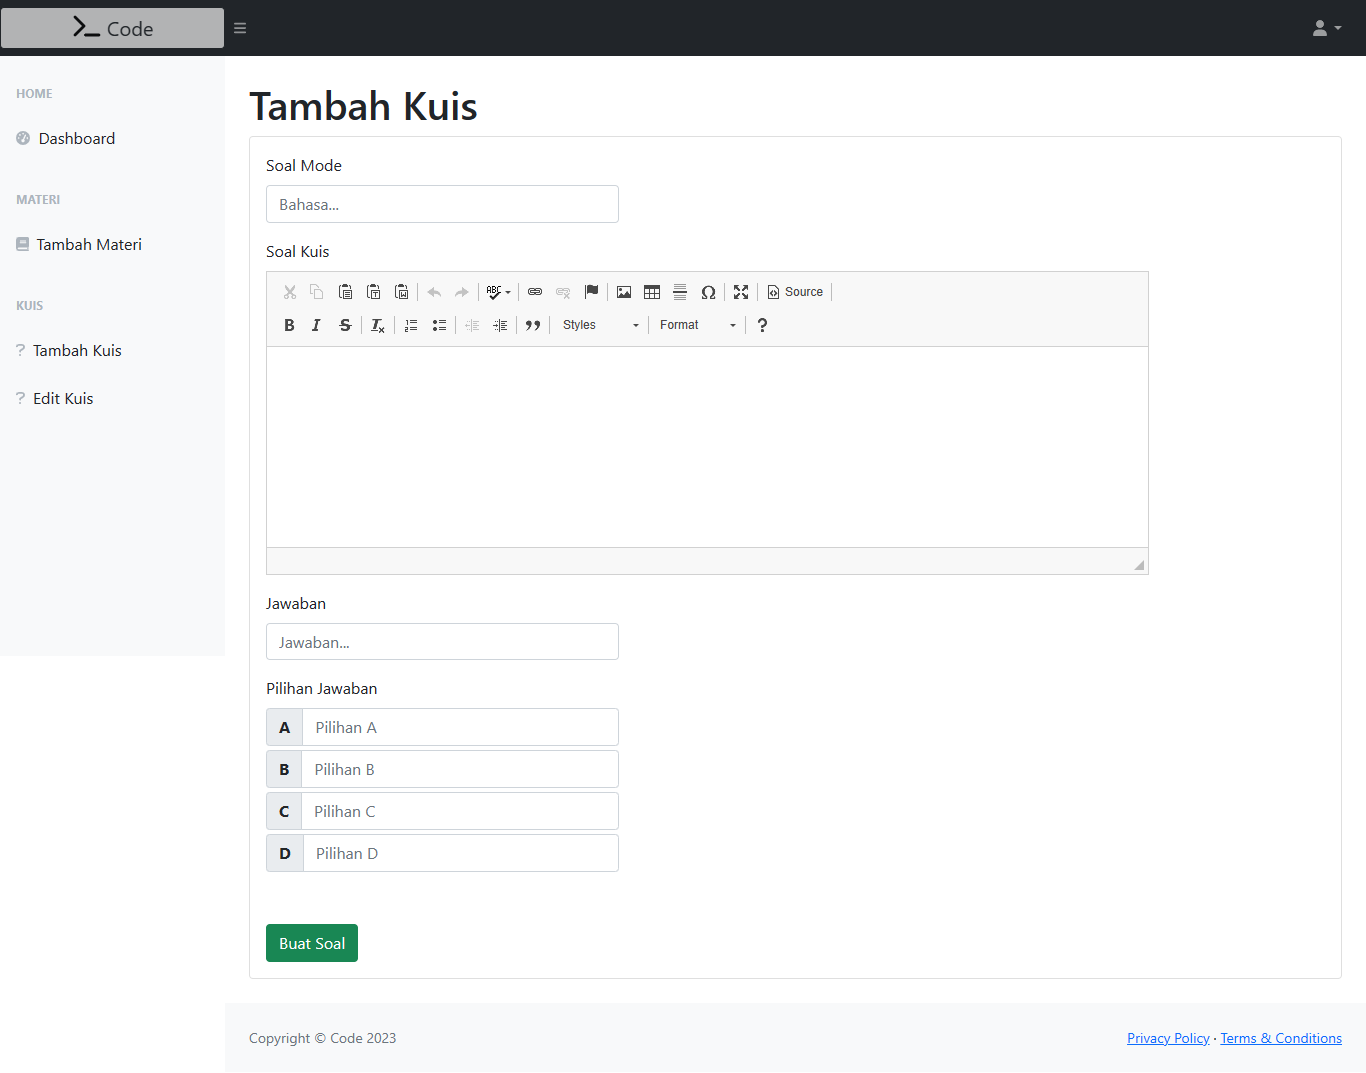 Code
HOME
Dashboard
MATERI
Tambah Materi
KUIS
? Tambah Kuis
? Edit Kuis
Tambah Kuis
Soal Mode
Bahasa...
Soal Kuis
ABC
Ω
Source
B I S Tx
Styles
Format
?
Jawaban
Jawaban...
Pilihan Jawaban
A Pilihan A
B Pilihan B
C Pilihan C
D Pilihan D
Buat Soal
Copyright © Code 2023
Privacy Policy · Terms & Conditions